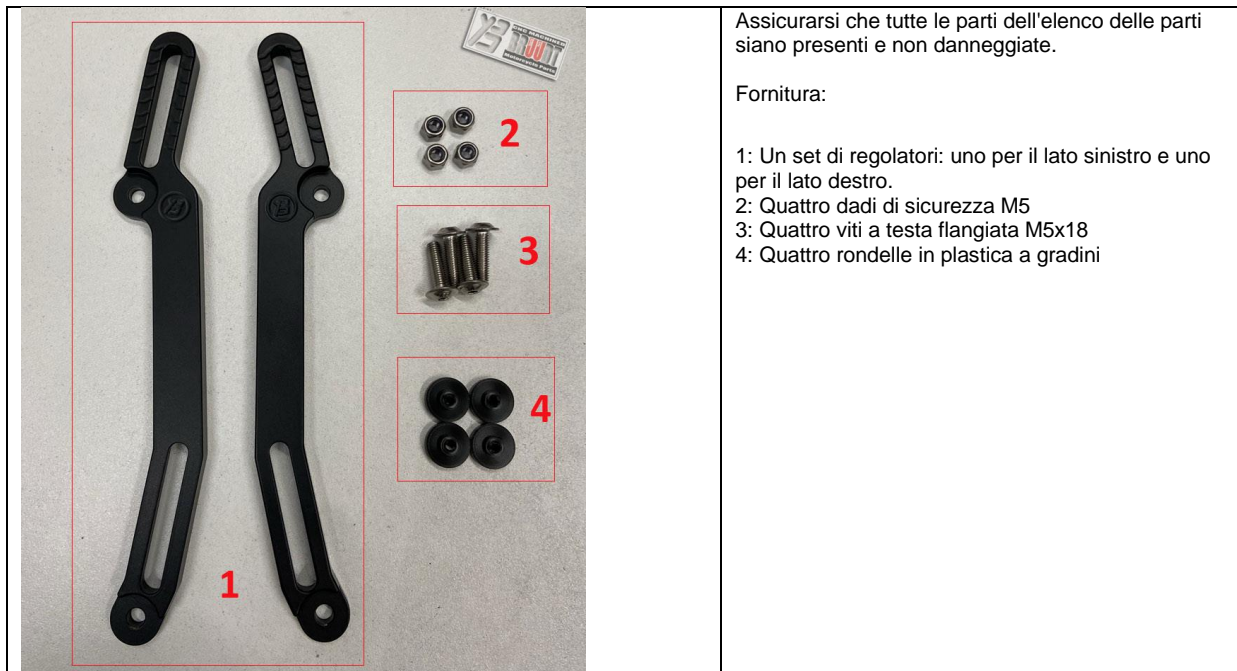 Motorcycle Parts
2
3
4
1
Assicurarsi che tutte le parti dell'elenco delle parti
siano presenti e non danneggiate.
Fornitura:
1: Un set di regolatori: uno per il lato sinistro e uno
per il lato destro.
2: Quattro dadi di sicurezza M5
3: Quattro viti a testa flangiata M5x18
4: Quattro rondelle in plastica a gradini